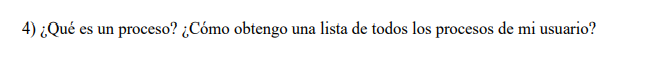 4) ¿Qué es un proceso? ¿Cómo obtengo una lista de todos los procesos de mi usuario?